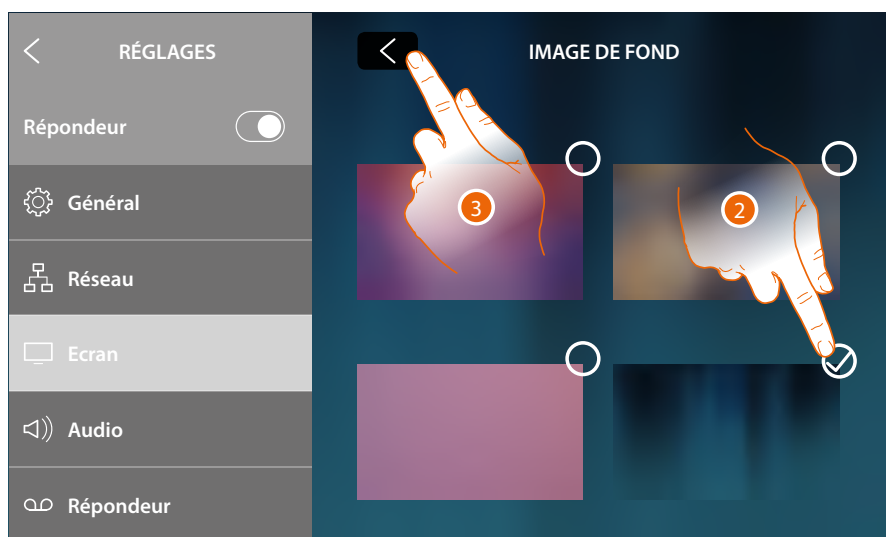 RÉGLAGES
IMAGE DE FOND
Répondeur
Général
Réseau
Ecran
Audio
Répondeur
3
2